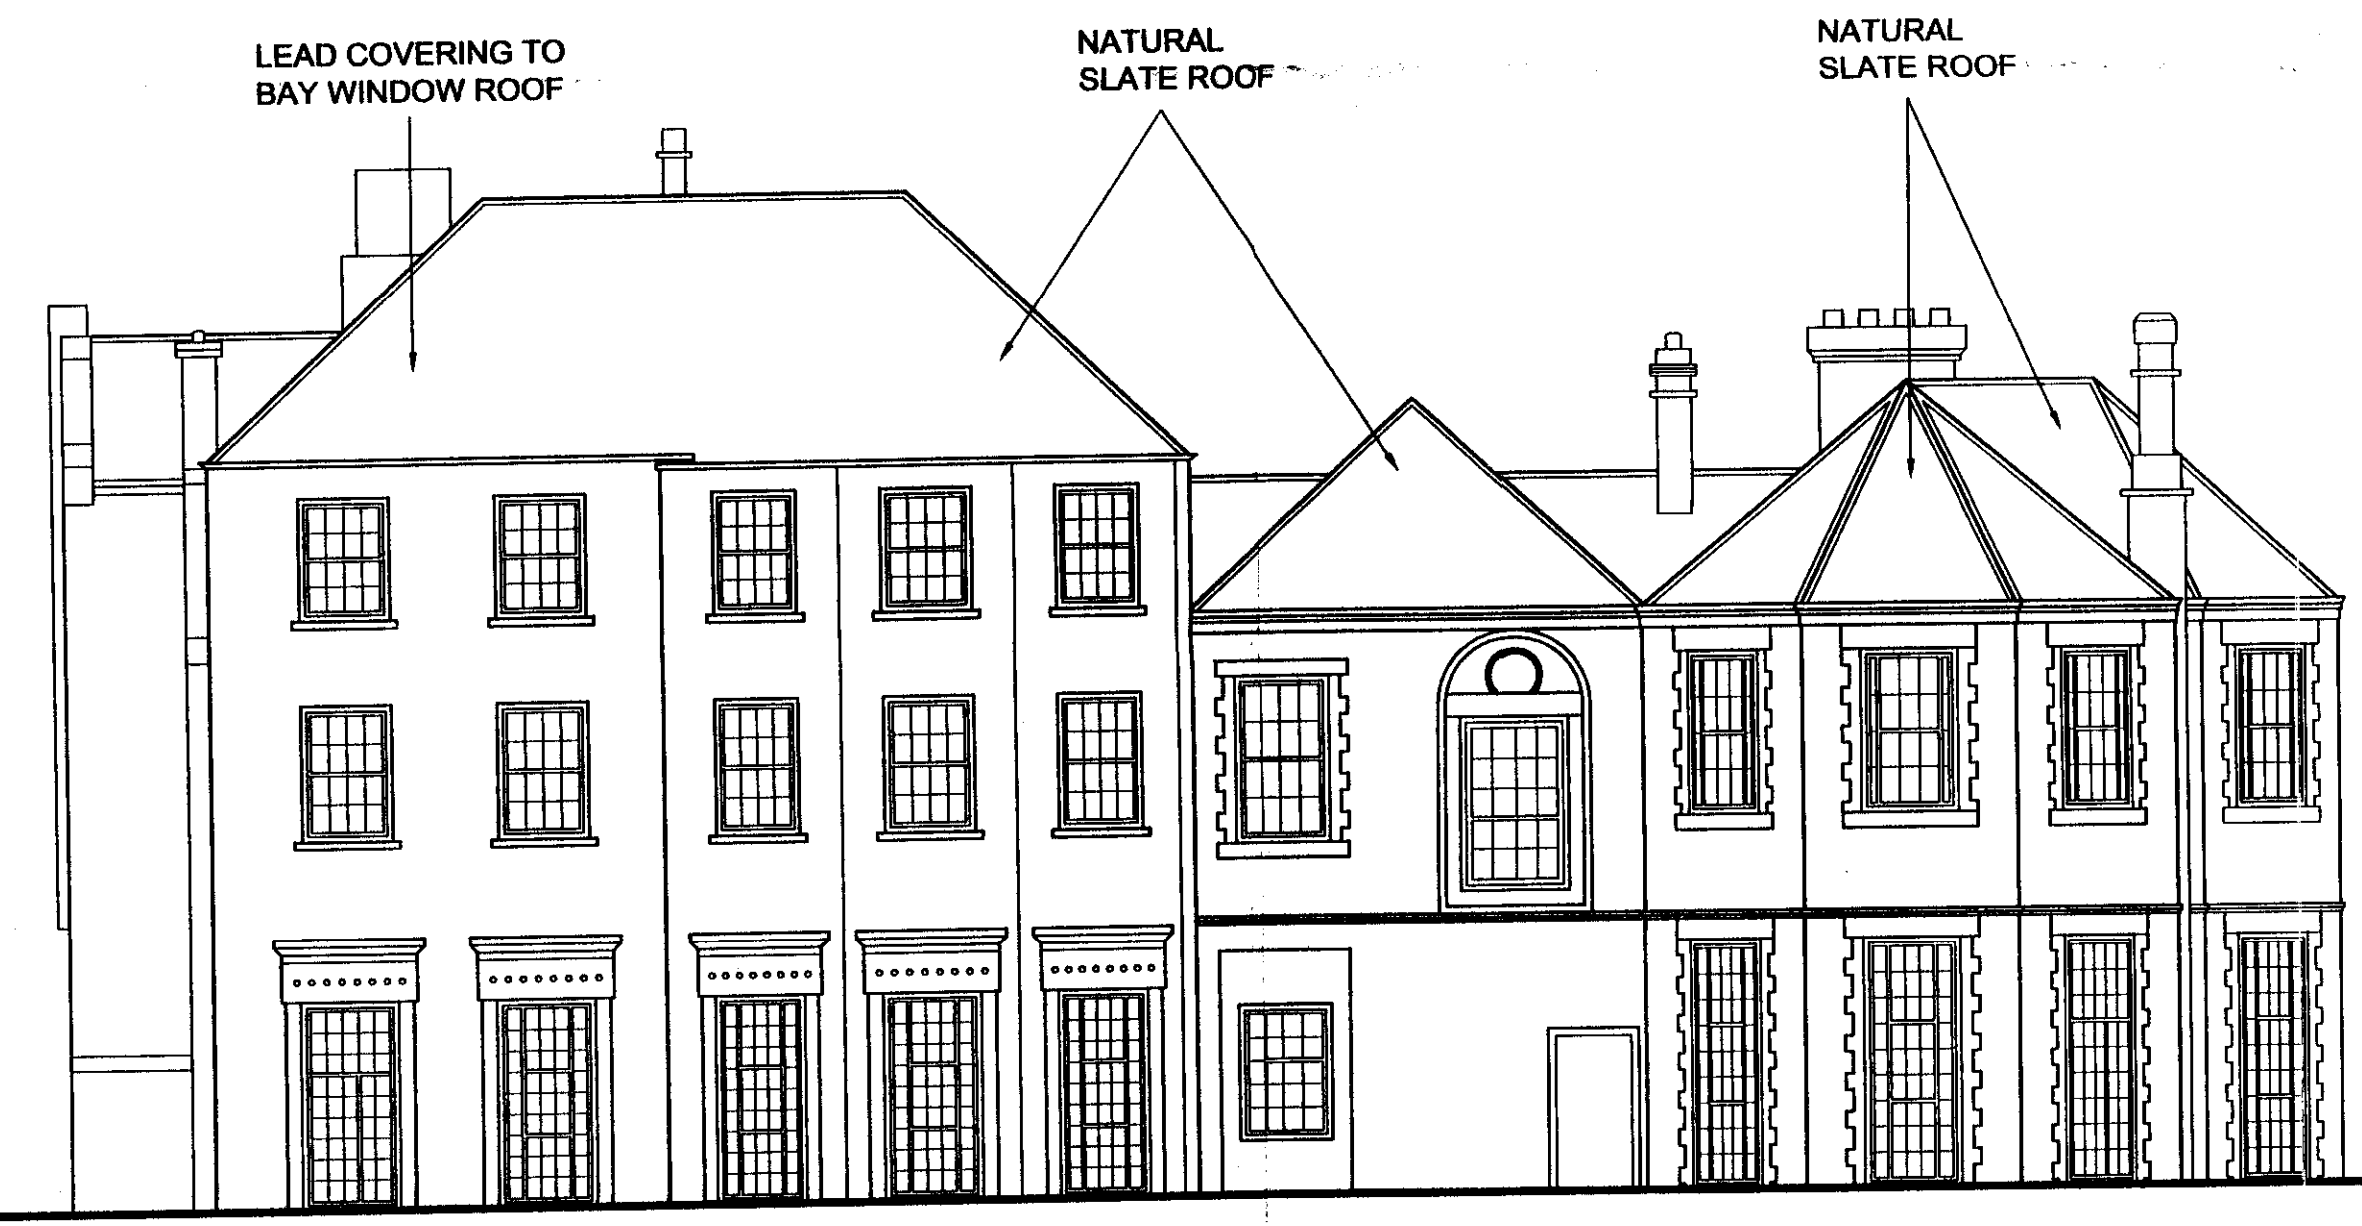 LEAD COVERING TO
BAY WINDOW ROOF
NATURAL
SLATE ROOF
NATURAL
SLATE ROOF